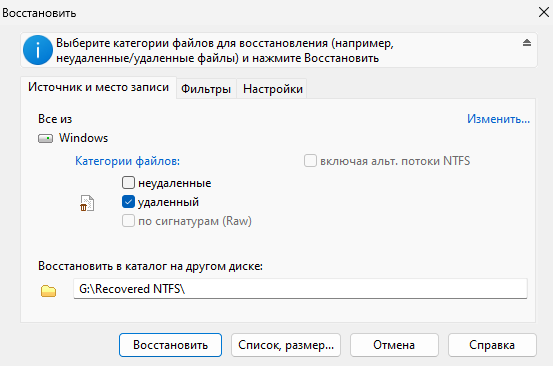 Восстановить
Выберите категории файлов для восстановления (например,
неудаленные/удаленные файлы) и нажмите Восстановить
Источник и место записи
Фильтры
Настройки
Все из
Изменить...
Windows
Категории файлов:
включая альт. потоки NTFS
неудаленные
удаленный
по сигнатурам (Raw)
Восстановить в каталог на другом диске:
G:\Recovered NTFS\
Восстановить
Список, размер...
Отмена
Справка